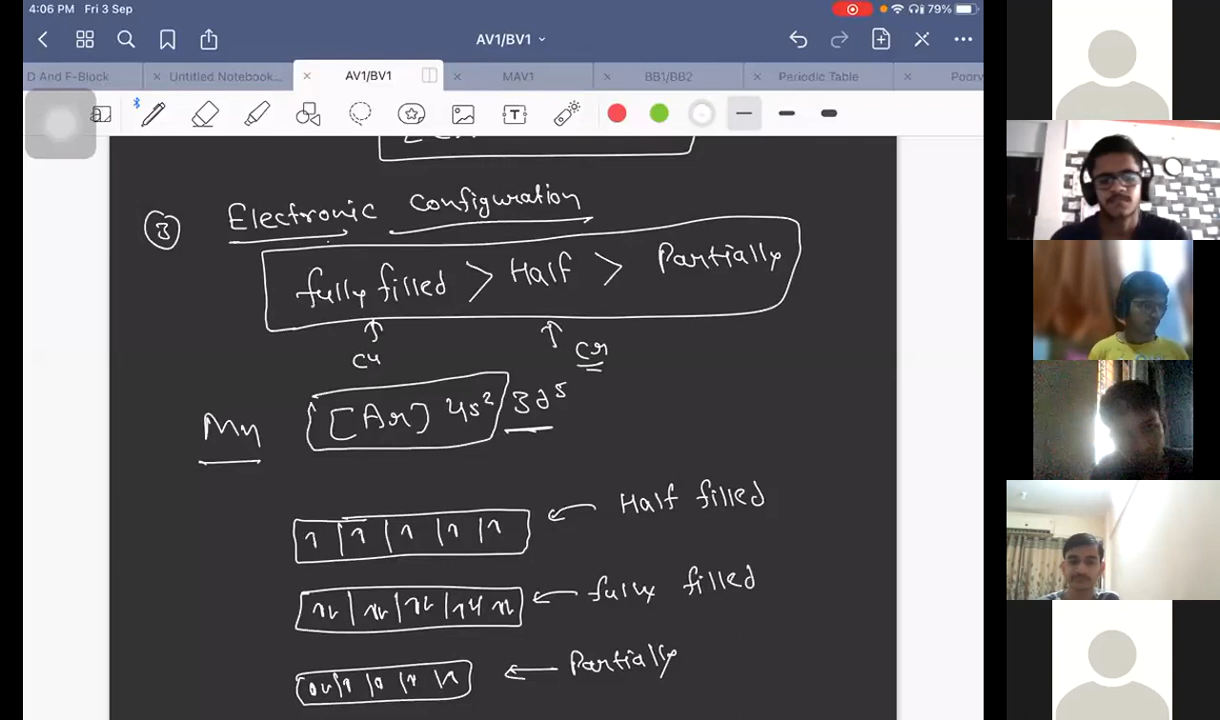 4:06 PM Fri 3 Sep
79%
AV1/BV1
D And F-Block
Untitled Notebook...
AV1/BV1
MAV1
BB1/BB2
Periodic Table
Poorv
T
3 Electronic configuration
fully filled > Half > Partially
↑ ↑
Cu Cr
Mn [Ar] 4s² 3d⁵
↿ | ↿ | ↿ | ↿ | ↿ ← Half filled
⥮ | ⥮ | ⥮ | ⥮ ⥮ ← fully filled
← Partially